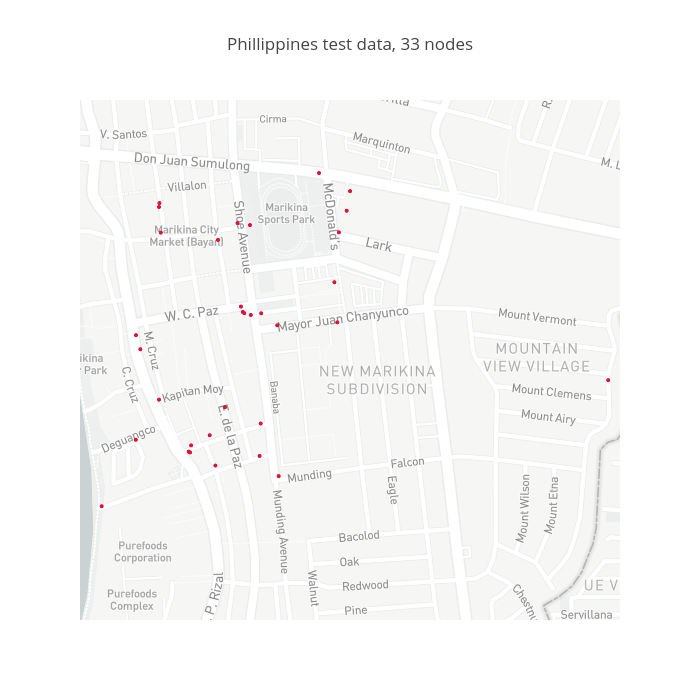 Phillippines test data, 33 nodes
Cirma
V. Santos
Marquinton
Don Juan Sumulong
M. L
R.
Villalon
McDonald's
Shoe Avenue
Marikina
Sports Park
Marikina City
Market (Bayan)
Lark
W. C. Paz
Mayor Juan Chanyunco
Mount Vermont
M. Cruz
C. Cruz
ikina
Park
MOUNTAIN
VIEW VILLAGE
NEW MARIKINA
SUBDIVISION
Kapitan Moy
Banaba
Mount Clemens
Mount Airy
E. de la Paz
Deguangco
Falcon
Munding
Eagle
Mount Wilson
Mount Etna
Munding Avenue
Bacolod
Purefoods
Corporation
Oak
Redwood
Walnut
P. Rizal
Purefoods
Complex
Pine
Chestnu
UE V
Servillana